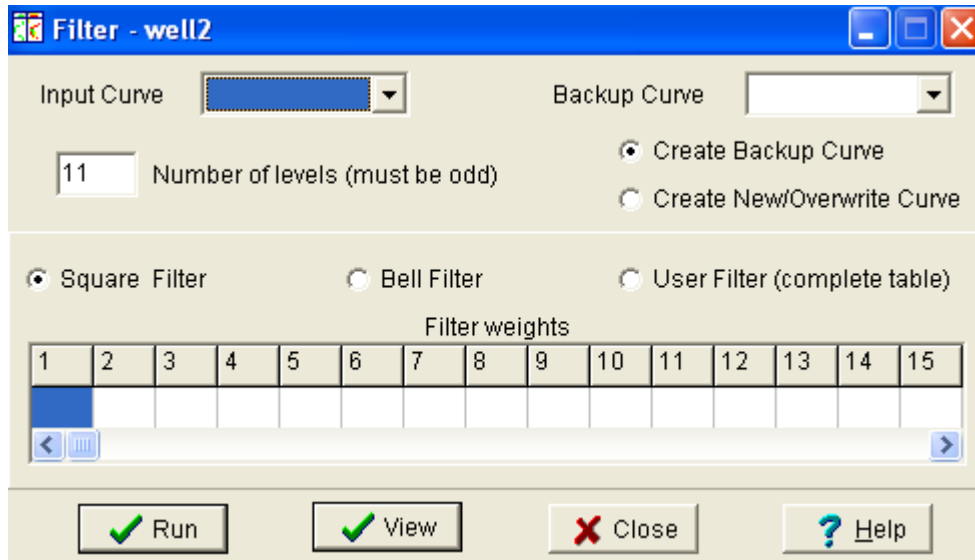 Filter - well2
Input Curve
Backup Curve
11 Number of levels (must be odd)
Create Backup Curve
Create New/Overwrite Curve
Square Filter Bell Filter User Filter (complete table)
Filter weights
1 2 3 4 5 6 7 8 9 10 11 12 13 14 15
Run View Close Help